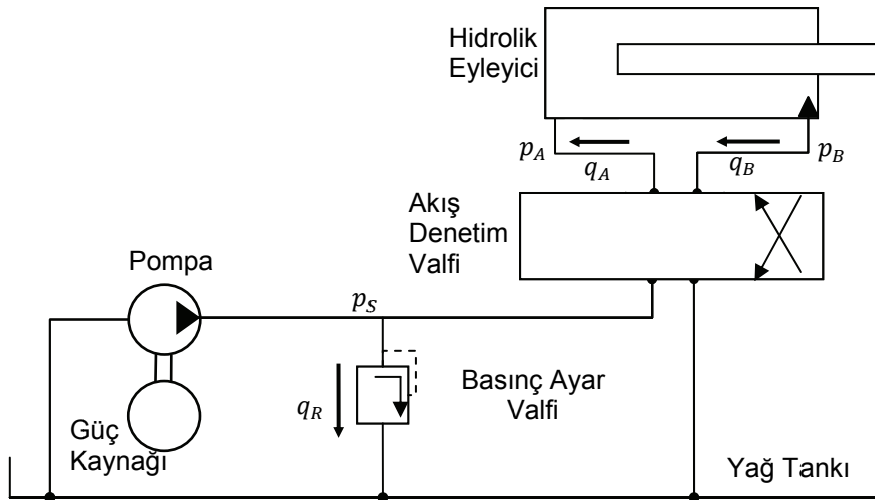 Hidrolik
Eyleyici
p_A
q_A
q_B
p_B
Akış
Denetim
Valfi
Pompa
p_S
Basınç Ayar
Valfi
q_R
Güç
Kaynağı
Yağ Tankı